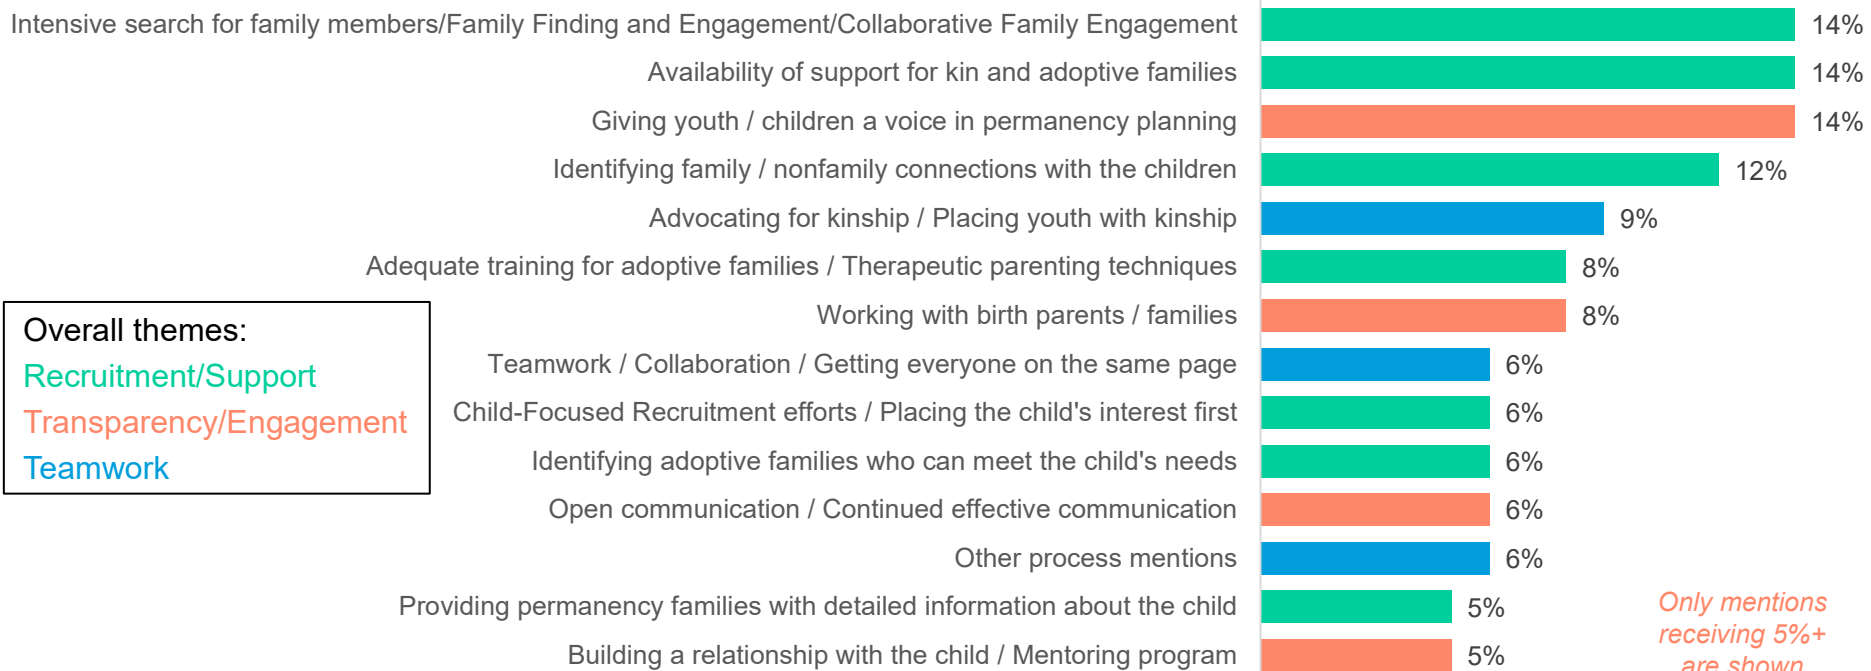 Intensive search for family members/Family Finding and Engagement/Collaborative Family Engagement 14%
Availability of support for kin and adoptive families 14%
Giving youth / children a voice in permanency planning 14%
Identifying family / nonfamily connections with the children 12%
Advocating for kinship / Placing youth with kinship 9%
Adequate training for adoptive families / Therapeutic parenting techniques 8%
Working with birth parents / families 8%
Teamwork / Collaboration / Getting everyone on the same page 6%
Child-Focused Recruitment efforts / Placing the child's interest first 6%
Identifying adoptive families who can meet the child's needs 6%
Open communication / Continued effective communication 6%
Other process mentions 6%
Providing permanency families with detailed information about the child 5%
Building a relationship with the child / Mentoring program 5%
Overall themes:
Recruitment/Support
Transparency/Engagement
Teamwork
Only mentions
receiving 5%+
are shown